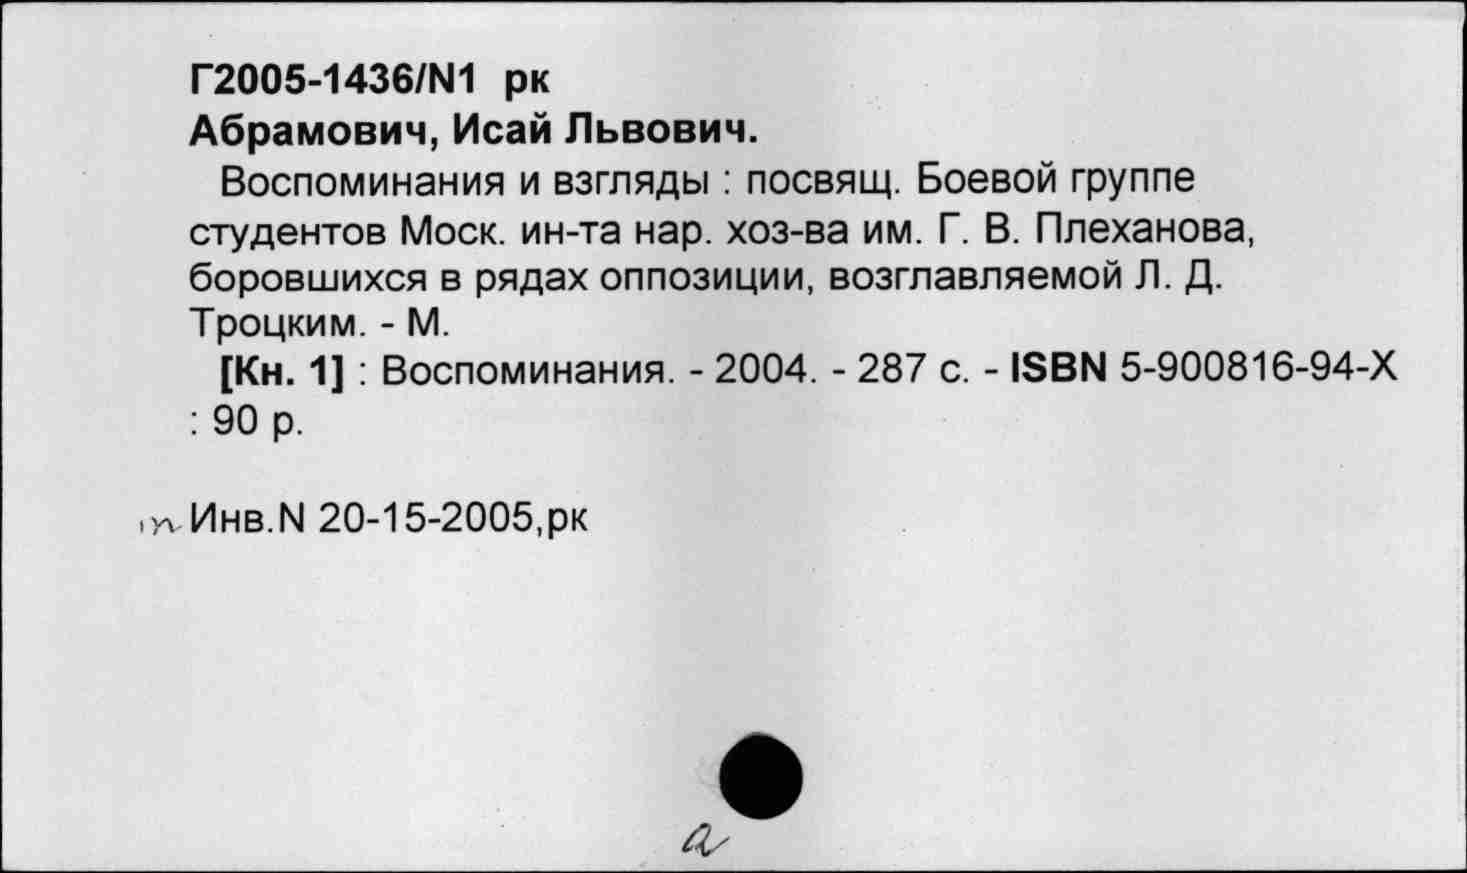 Г2005-1436/N1 рк
Абрамович, Исай Львович.
Воспоминания и взгляды : посвящ. Боевой группе
студентов Моск. ин-та нар. хоз-ва им. Г. В. Плеханова,
боровшихся в рядах оппозиции, возглавляемой Л. Д.
Троцким. - М.
[Кн. 1] : Воспоминания. - 2004. - 287 с. - ISBN 5-900816-94-X
: 90 р.
Инв.N 20-15-2005,рк
а